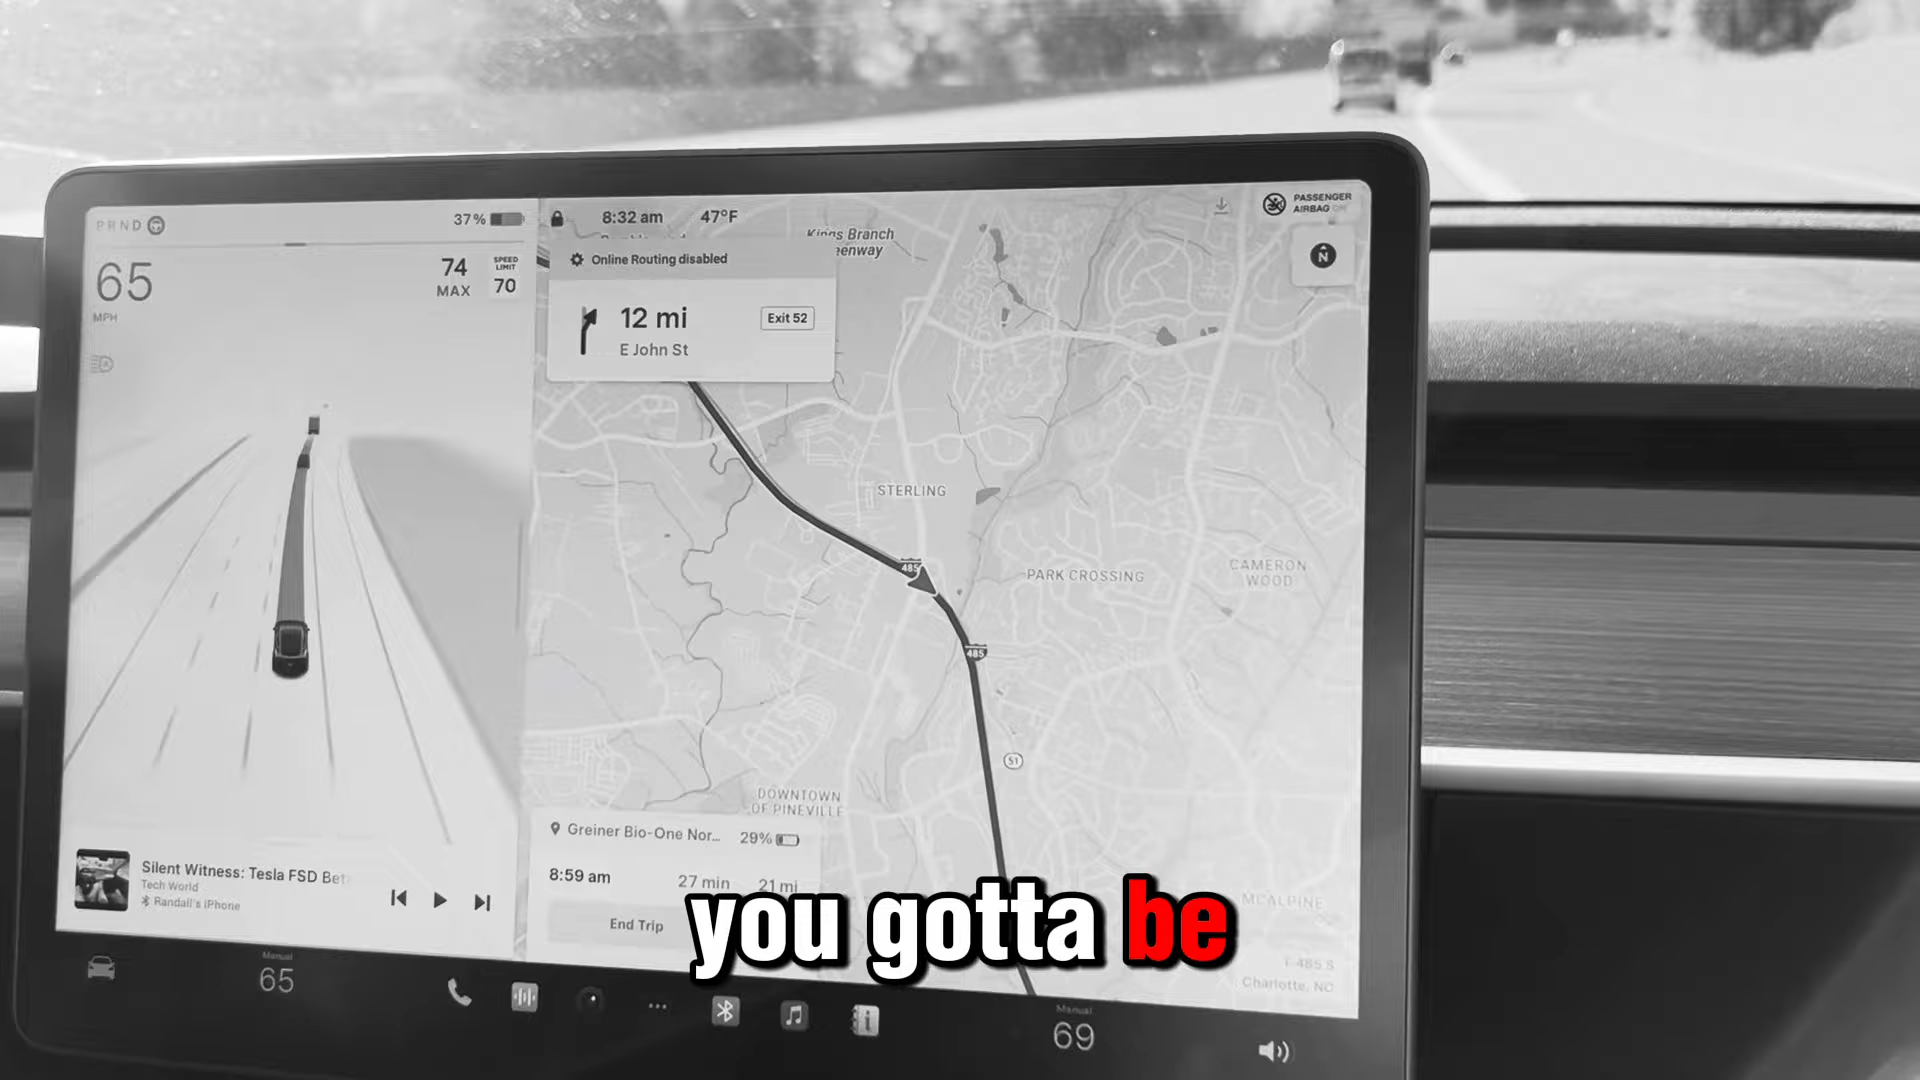 PRND
37%
65
MPH
74
MAX
SPEED
LIMIT
70
8:32 am
47°F
Kings Branch
eenway
PASSENGER
AIRBAG
N
Online Routing disabled
12 mi
Exit 52
E John St
STERLING
485
PARK CROSSING
CAMERON
WOOD
485
51
DOWNTOWN
OF PINEVILLE
Greiner Bio-One Nor...
29%
8:59 am
27 min
21 mi
End Trip
Silent Witness: Tesla FSD Bet
Tech World
Randall's iPhone
MCALPINE
I-485 S
Charlotte, NC
you gotta be
Manual
65
Manual
69